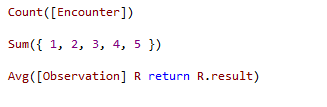 Count([Encounter])
Sum({ 1, 2, 3, 4, 5 })
Avg([Observation] R return R.result)